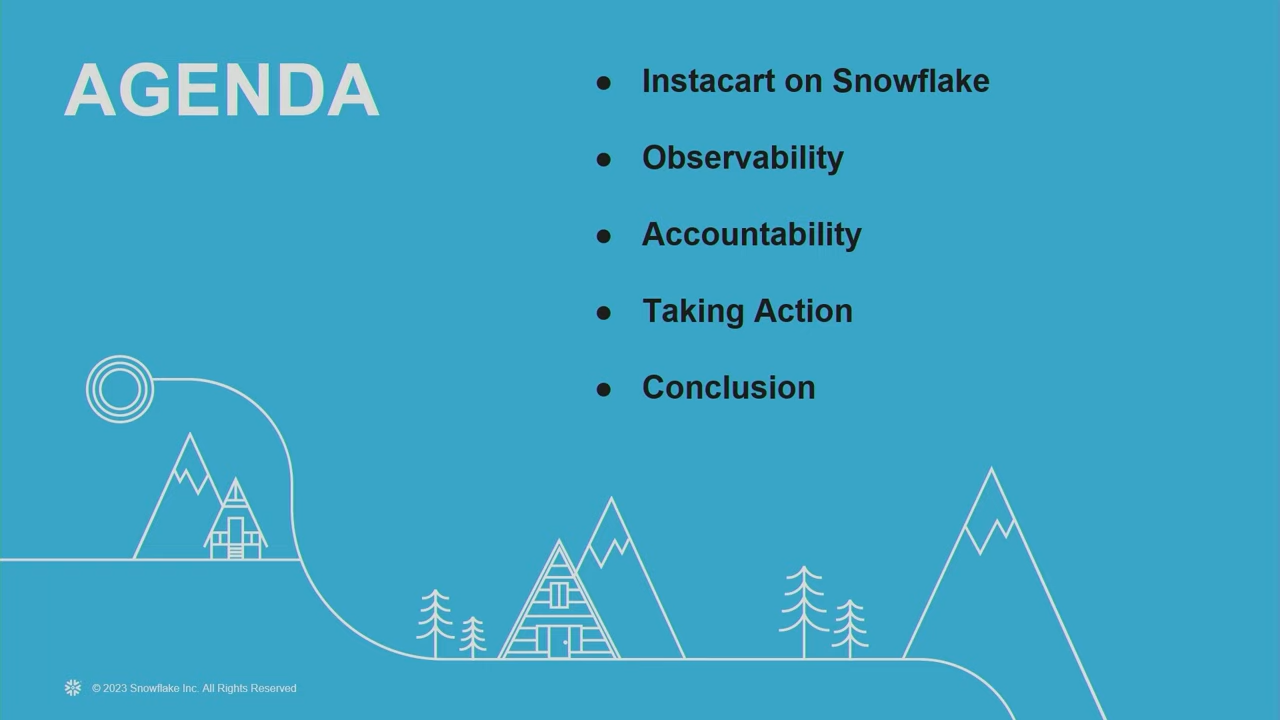 AGENDA
● Instacart on Snowflake
● Observability
● Accountability
● Taking Action
● Conclusion
© 2023 Snowflake Inc. All Rights Reserved